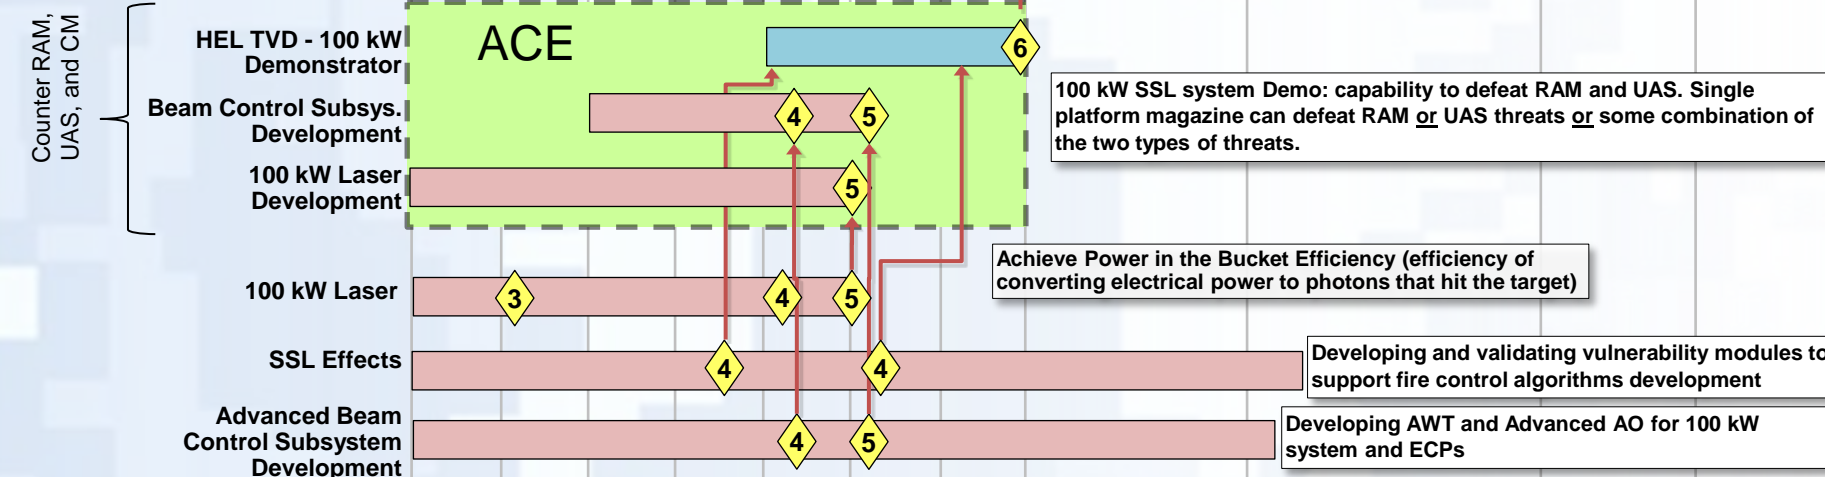 Counter RAM,
UAS, and CM
ACE
HEL TVD - 100 kW
Demonstrator
6
Beam Control Subsys.
Development
4
5
100 kW SSL system Demo: capability to defeat RAM and UAS. Single
platform magazine can defeat RAM or UAS threats or some combination of
the two types of threats.
100 kW Laser
Development
5
Achieve Power in the Bucket Efficiency (efficiency of
converting electrical power to photons that hit the target)
100 kW Laser
3
4
5
SSL Effects
4
4
Developing and validating vulnerability modules to
support fire control algorithms development
Advanced Beam
Control Subsystem
Development
4
5
Developing AWT and Advanced AO for 100 kW
system and ECPs